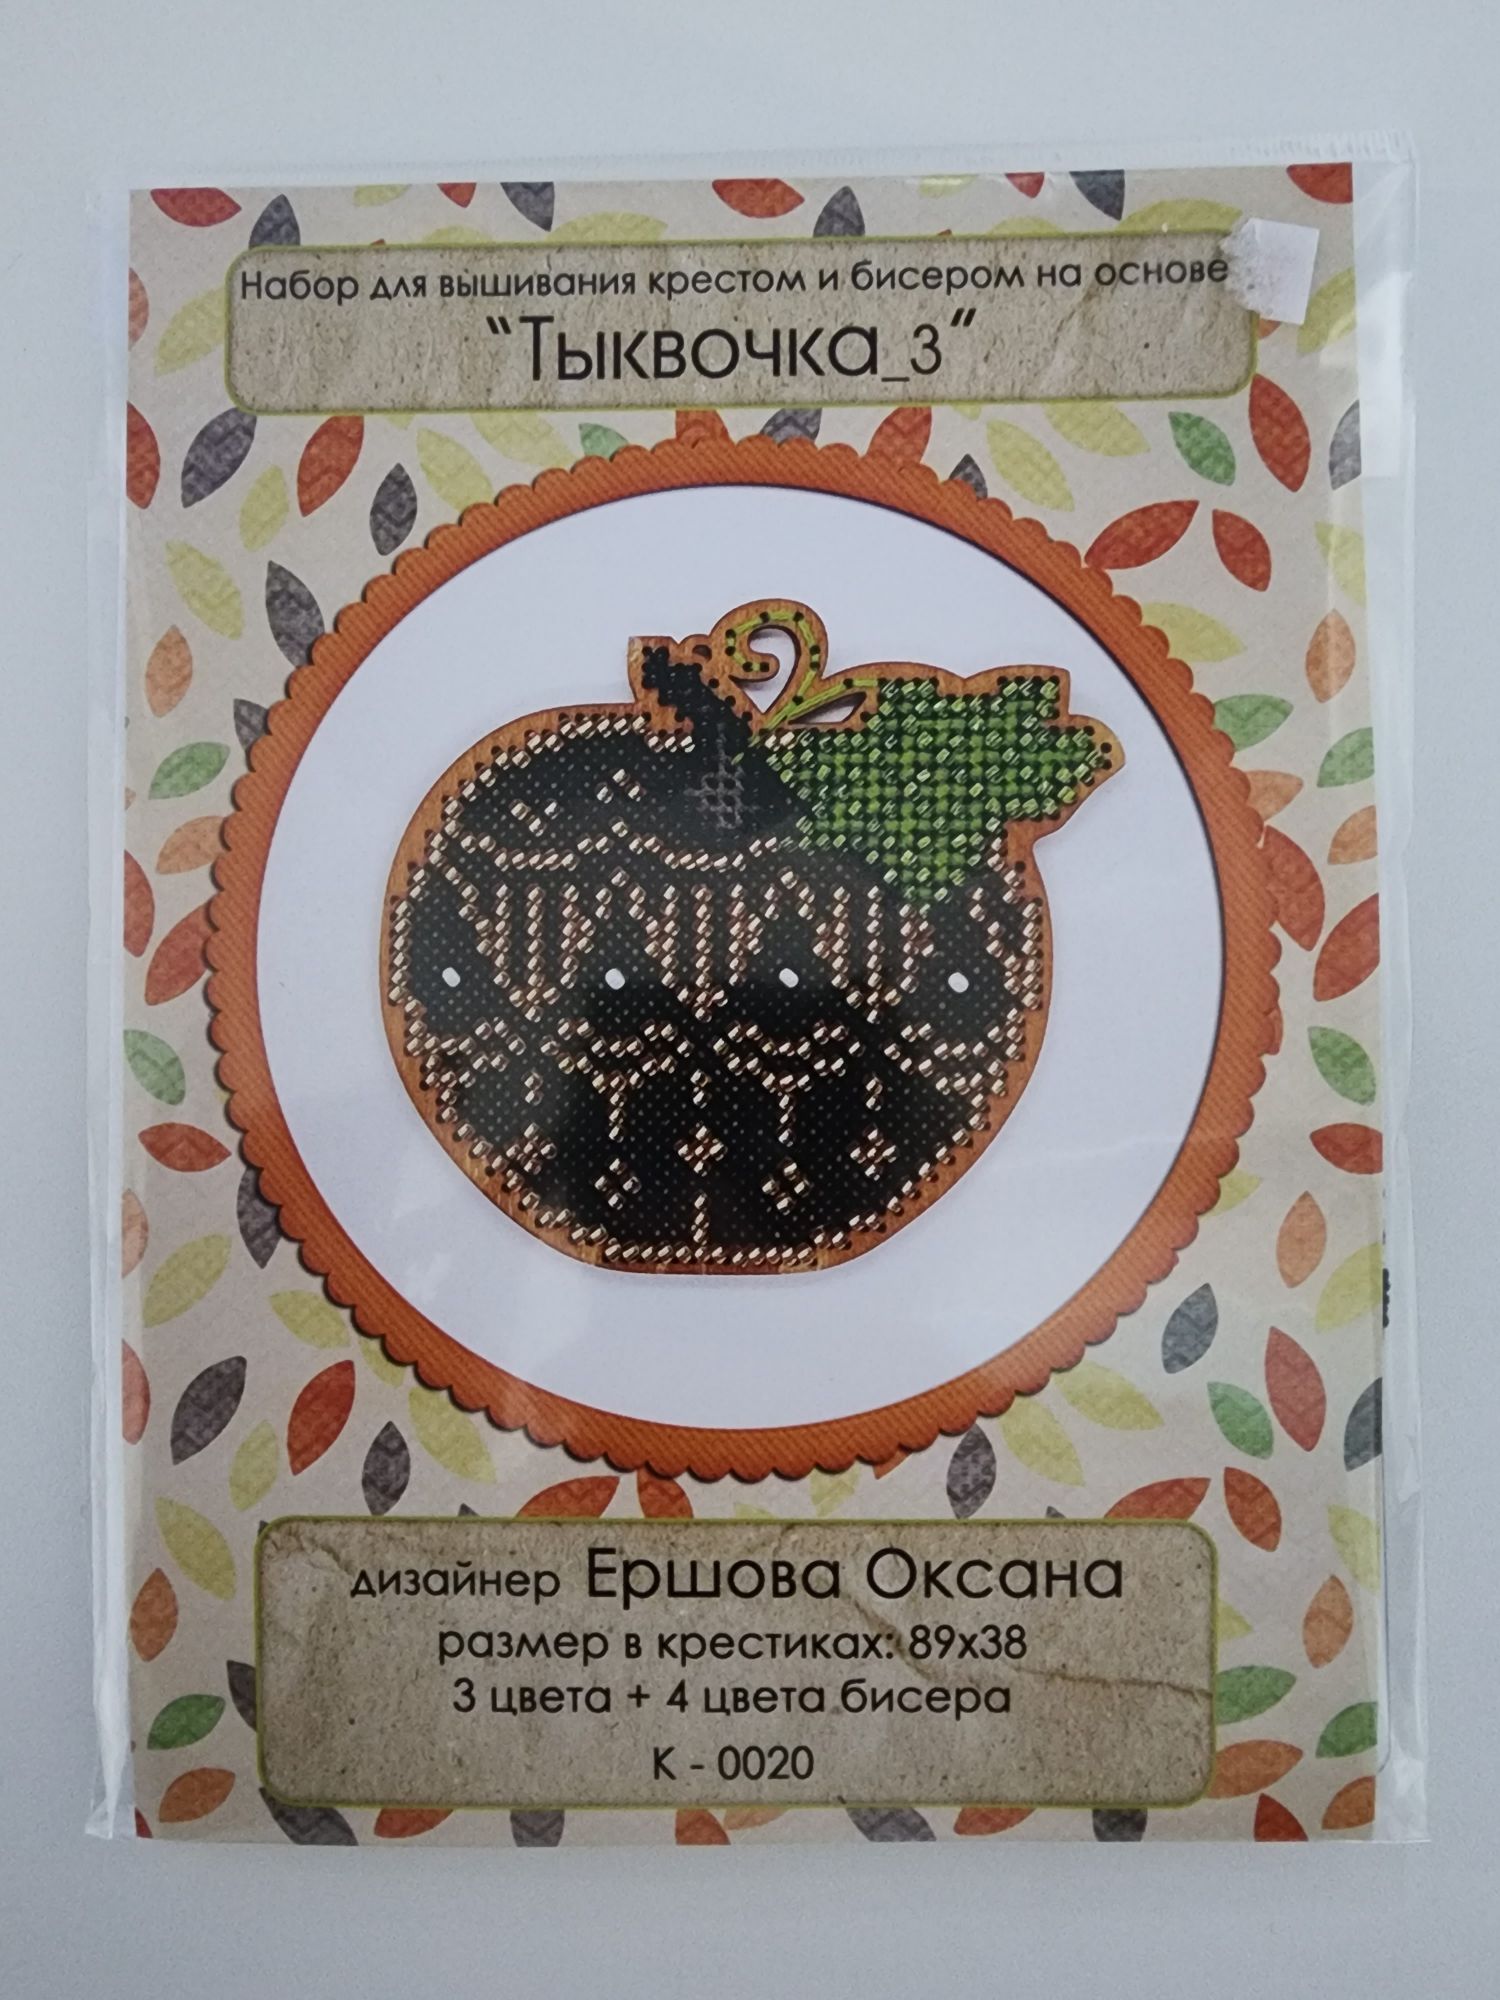 Набор для вышивания крестом и бисером на основе
"Тыквочка_3"
дизайнер Ершова Оксана
размер в крестиках: 89х38
3 цвета + 4 цвета бисера
К - 0020